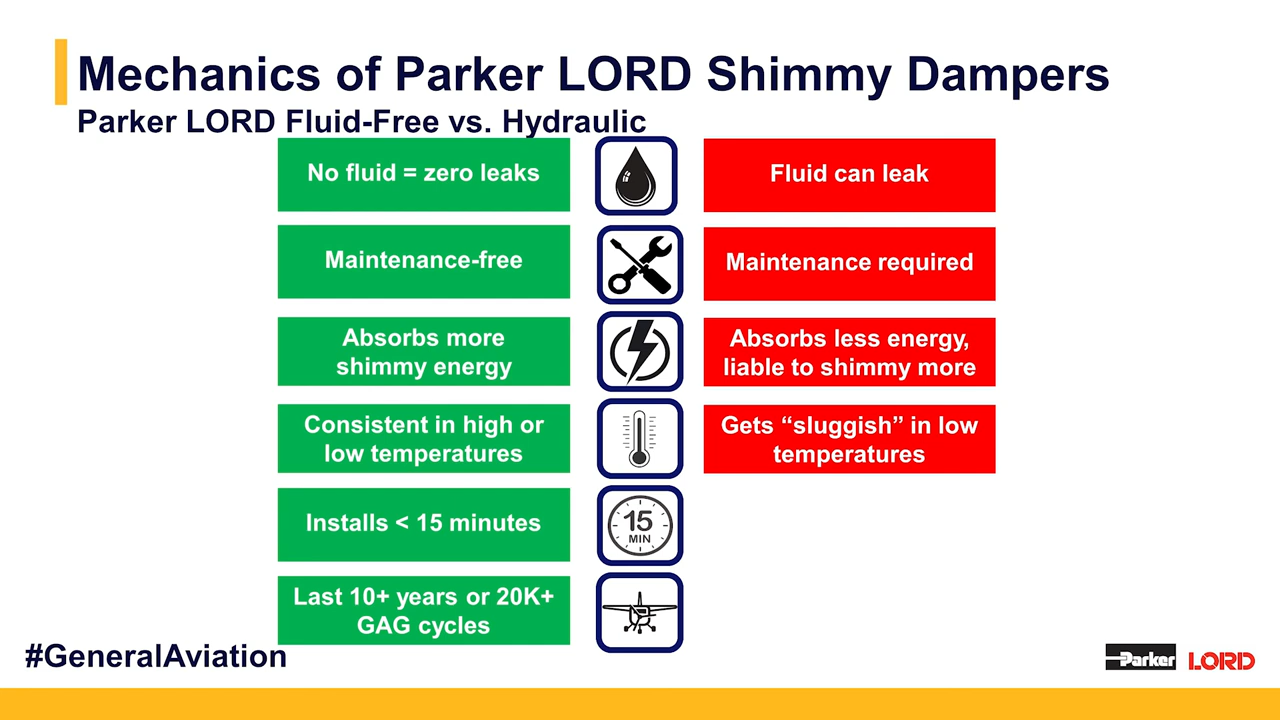 Mechanics of Parker LORD Shimmy Dampers
Parker LORD Fluid-Free vs. Hydraulic
No fluid = zero leaks
Fluid can leak
Maintenance-free
Maintenance required
Absorbs more
shimmy energy
Absorbs less energy,
liable to shimmy more
Consistent in high or
low temperatures
Gets “sluggish” in low
temperatures
Installs < 15 minutes
15
MIN
Last 10+ years or 20K+
GAG cycles
#GeneralAviation
Parker LORD